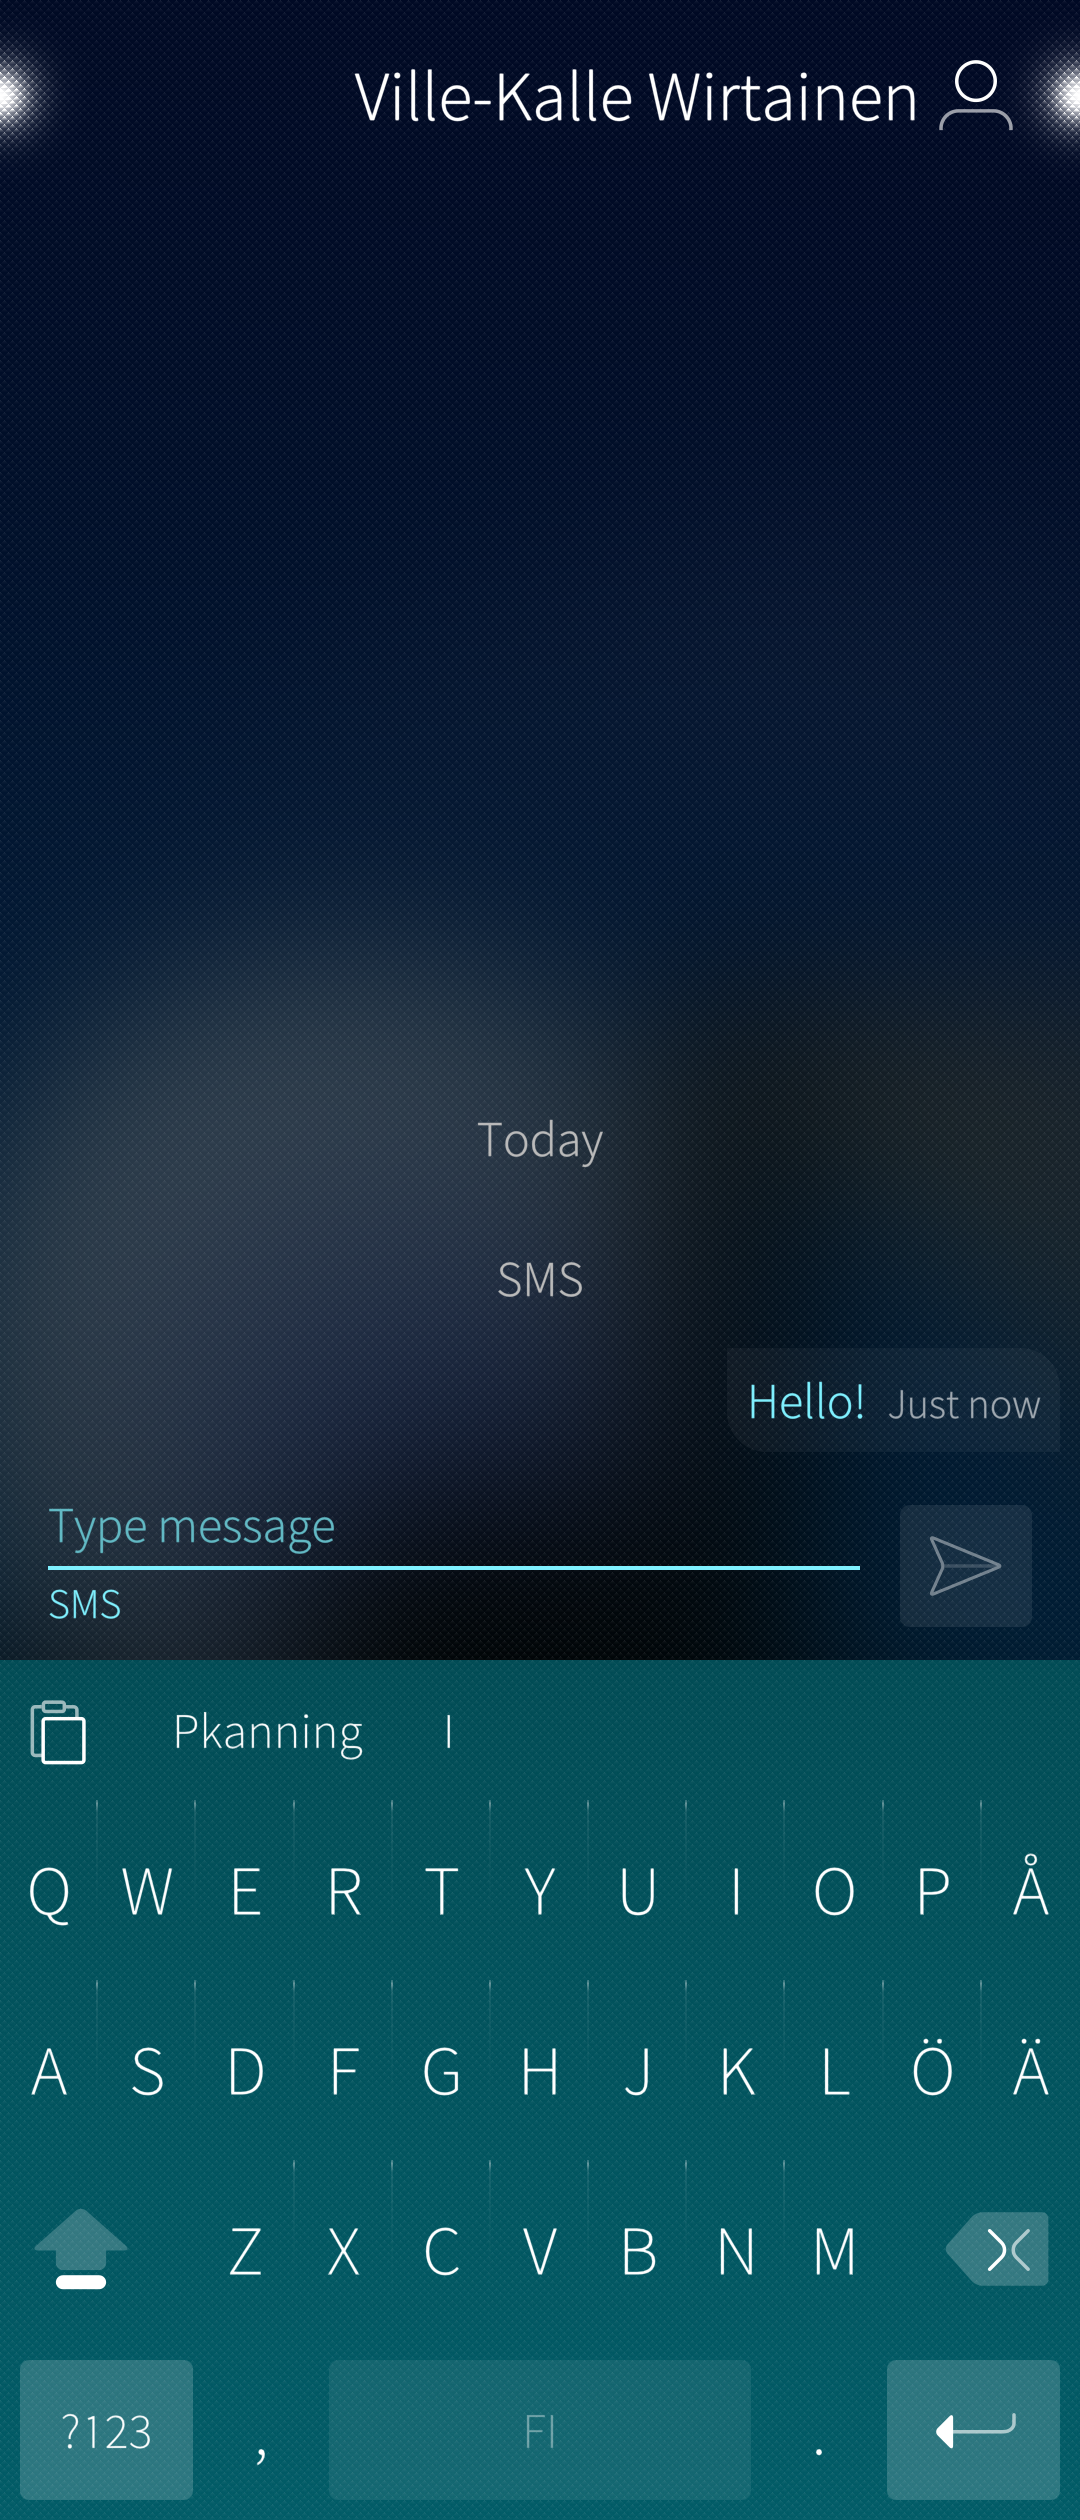 Ville-Kalle Wirtainen
Today
SMS
Hello! Just now
Type message
SMS
Pkanning I
Q W E R T Y U I O P Å
A S D F G H J K L Ö Ä
Z X C V B N M
?123 , FI .